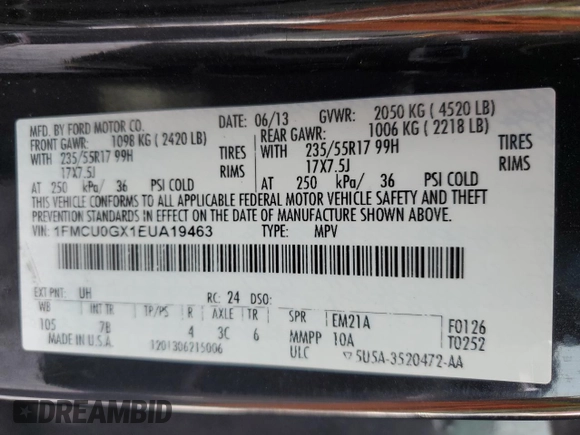 MFD. BY FORD MOTOR CO.
DATE: 06/13 GVWR: 2050 KG ( 4520 LB)
FRONT GAWR: 1098 KG ( 2420 LB) REAR GAWR: 1006 KG ( 2218 LB)
WITH 235/55R17 99H TIRES WITH 235/55R17 99H TIRES
17X7.5J RIMS 17X7.5J RIMS
AT 250 kPa/ 36 PSI COLD AT 250 kPa/ 36 PSI COLD
THIS VEHICLE CONFORMS TO ALL APPLICABLE FEDERAL MOTOR VEHICLE SAFETY AND THEFT
PREVENTION STANDARDS IN EFFECT ON THE DATE OF MANUFACTURE SHOWN ABOVE.
VIN: 1FMCU0GX1EUA19463 TYPE: MPV
EXT PNT: UH RC: 24 DSO:
WB INT TR TP/PS R AXLE TR SPR EM21A F0126
105 7B 4 3C 6 MMPP 10A T0252
MADE IN U.S.A. 1201306215006 ULC 5U5A-3520472-AA
DREAMBID